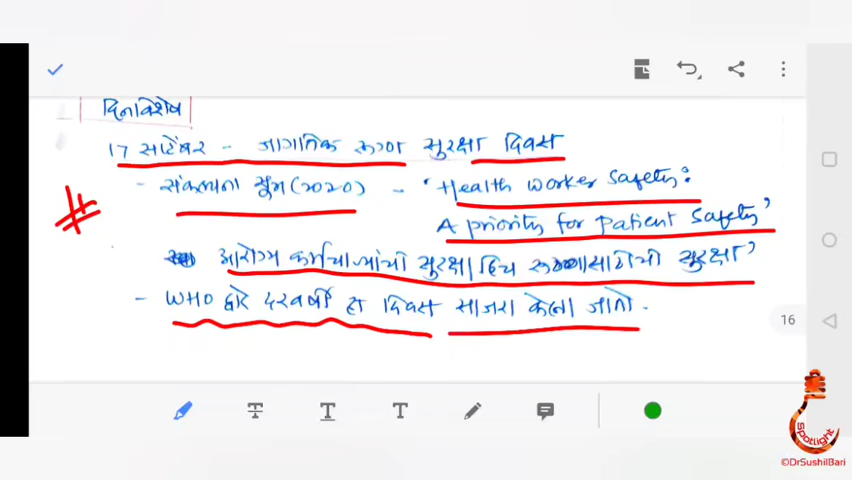 दिनविशेष
17 सप्टेंबर - जागतिक रुग्ण सुरक्षा दिवस
- संकल्पना थीम (2020) - 'Health worker safety:
A priority for patient safety'
आरोग्य कर्मचाऱ्यांची सुरक्षा हिच रुग्णासाठीची सुरक्षा'
- WHO द्वारे दरवर्षी हा दिवस साजरा केला जातो.
16
Spotlight
©DrSushilBari